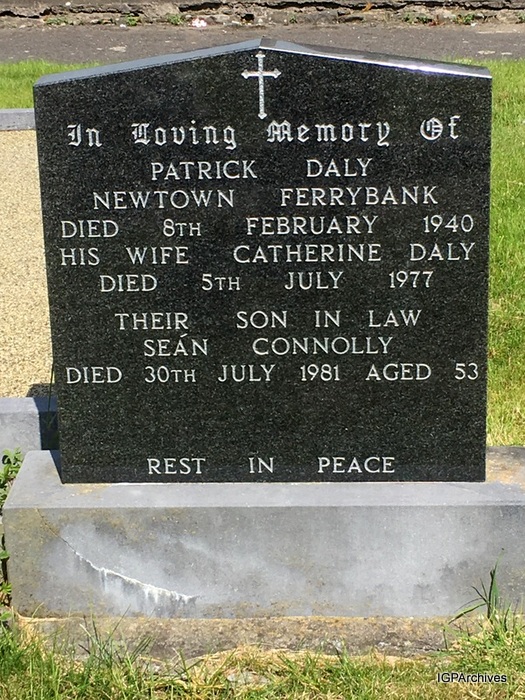 In Loving Memory Of
PATRICK DALY
NEWTOWN FERRYBANK
DIED 8TH FEBRUARY 1940
HIS WIFE CATHERINE DALY
DIED 5TH JULY 1977
THEIR SON IN LAW
SEÁN CONNOLLY
DIED 30TH JULY 1981 AGED 53
REST IN PEACE
IGPArchives